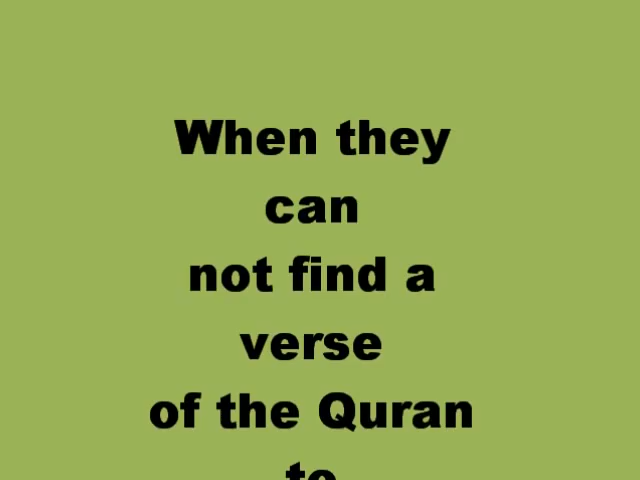 When they
can
not find a
verse
of the Quran
to